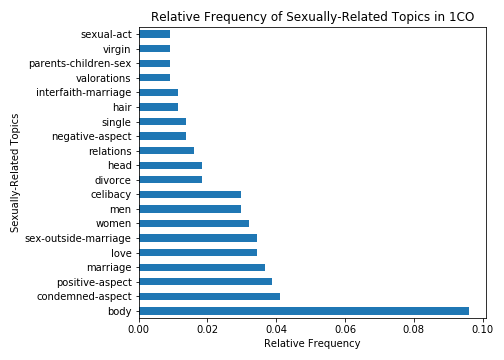 Relative Frequency of Sexually-Related Topics in 1CO
Sexually-Related Topics
sexual-act
virgin
parents-children-sex
valorations
interfaith-marriage
hair
single
negative-aspect
relations
head
divorce
celibacy
men
women
sex-outside-marriage
love
marriage
positive-aspect
condemned-aspect
body
0.00 0.02 0.04 0.06 0.08 0.10
Relative Frequency